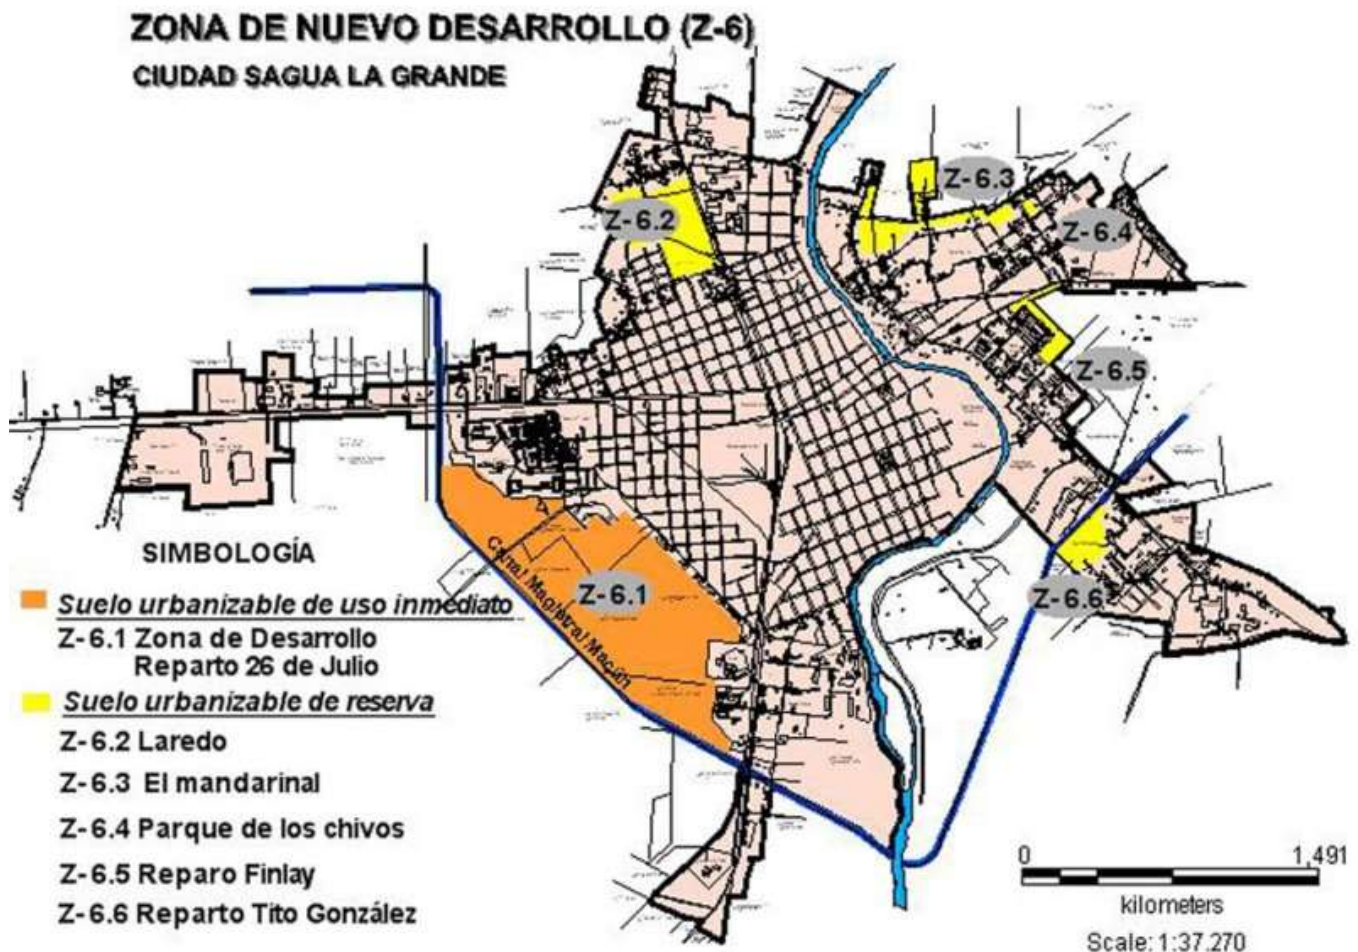 ZONA DE NUEVO DESARROLLO (Z-6)
CIUDAD SAGUA LA GRANDE
Z-6.3
Z-6.2
Z-6.4
Z-6.5
Z-6.1
Z-6.6
Canal Magistral Macún
SIMBOLOGÍA
Suelo urbanizable de uso inmediato
Z-6.1 Zona de Desarrollo
Reparto 26 de Julio
Suelo urbanizable de reserva
Z-6.2 Laredo
Z-6.3 El mandarinal
Z-6.4 Parque de los chivos
Z-6.5 Reparo Finlay
Z-6.6 Reparto Tito González
0 1,491
kilometers
Scale: 1:37.270